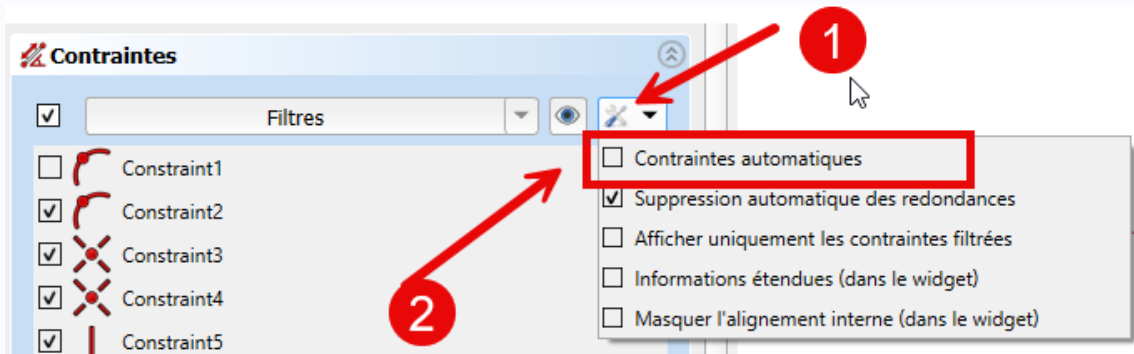 1
Contraintes
Filtres
Constraint1
Constraint2
Constraint3
Constraint4
Constraint5
Contraintes automatiques
Suppression automatique des redondances
Afficher uniquement les contraintes filtrées
Informations étendues (dans le widget)
Masquer l'alignement interne (dans le widget)
2